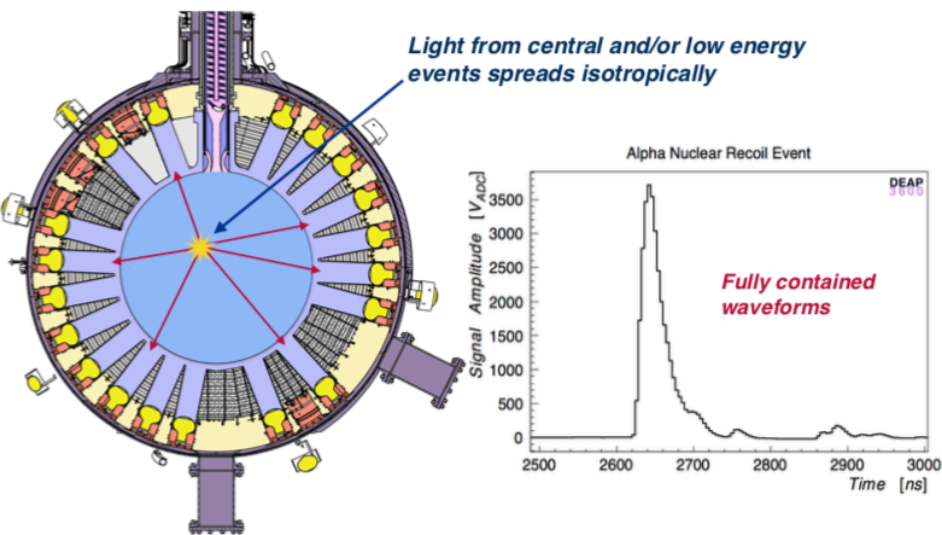 Light from central and/or low energy
events spreads isotropically
Alpha Nuclear Recoil Event
DEAP
3600
Signal Amplitude [V_ADC]
3500
3000
2500
2000
1500
1000
500
0
Fully contained
waveforms
2500 2600 2700 2800 2900 3000
Time [ns]